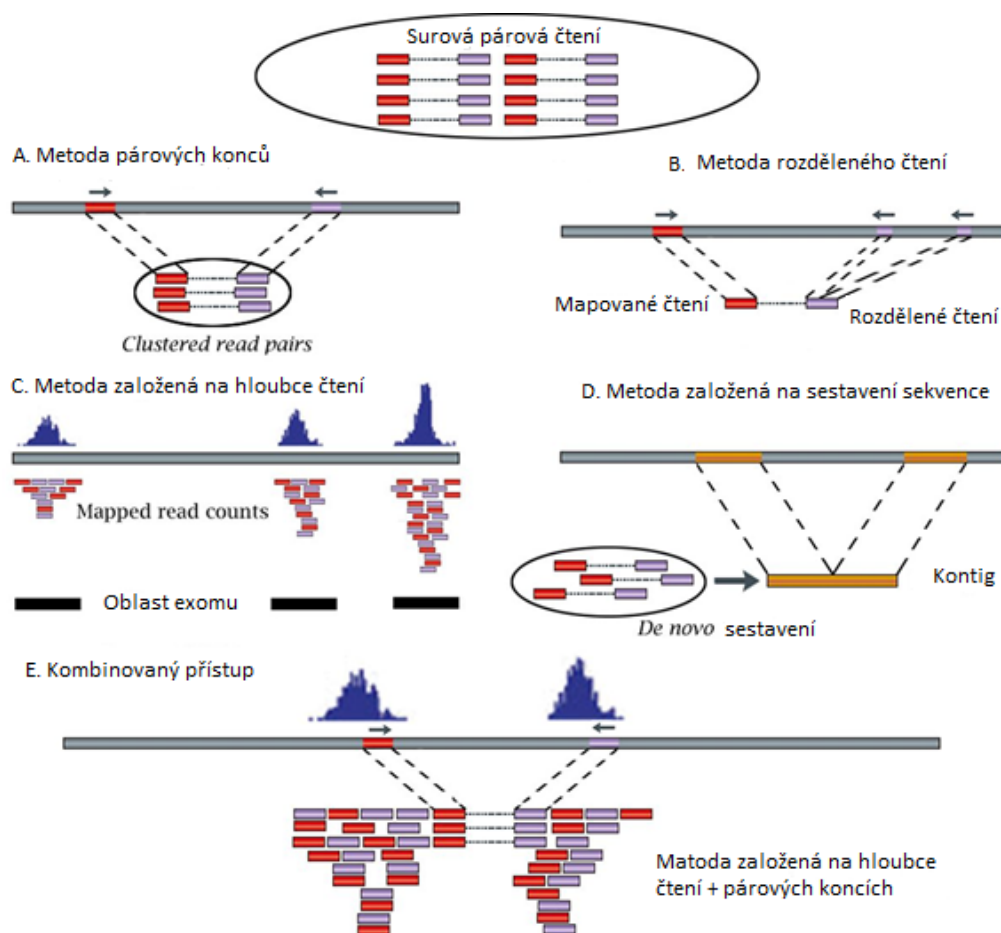 Surová párová čtení
A. Metoda párových konců
Clustered read pairs
B. Metoda rozděleného čtení
Mapované čtení
Rozdělené čtení
C. Metoda založená na hloubce čtení
Mapped read counts
Oblast exomu
D. Metoda založená na sestavení sekvence
Kontig
De novo sestavení
E. Kombinovaný přístup
Matoda založená na hloubce
čtení + párových koncích